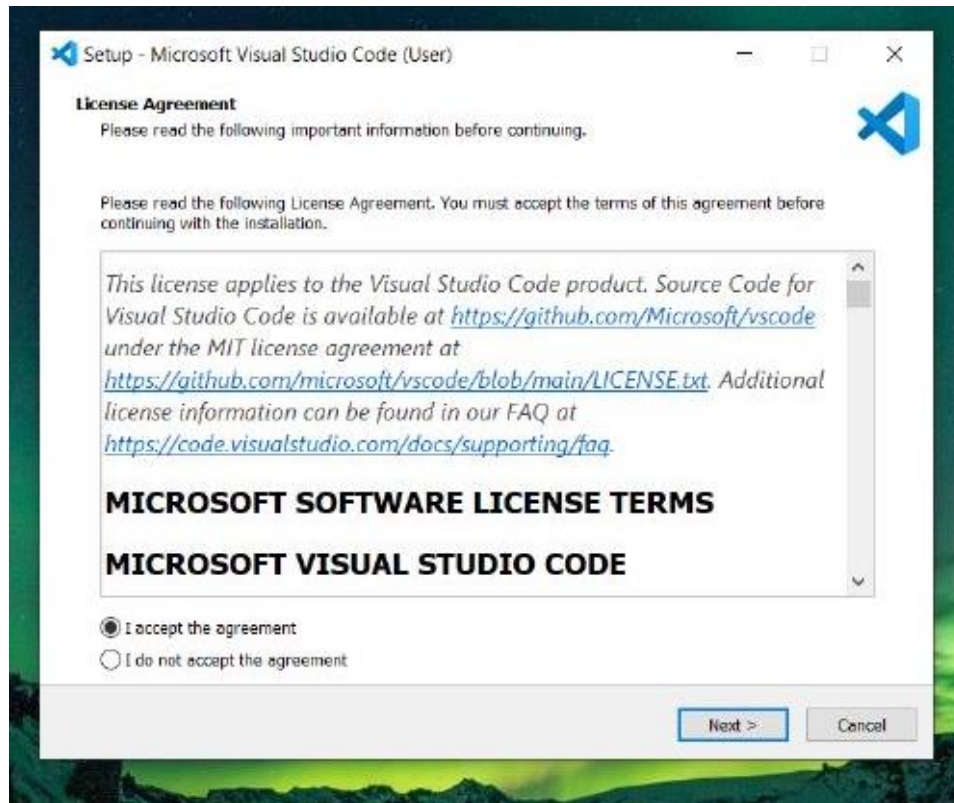 Setup - Microsoft Visual Studio Code (User)
License Agreement
Please read the following important information before continuing.
Please read the following License Agreement. You must accept the terms of this agreement before
continuing with the installation.
This license applies to the Visual Studio Code product. Source Code for
Visual Studio Code is available at https://github.com/Microsoft/vscode
under the MIT license agreement at
https://github.com/microsoft/vscode/blob/main/LICENSE.txt. Additional
license information can be found in our FAQ at
https://code.visualstudio.com/docs/supporting/faq.
MICROSOFT SOFTWARE LICENSE TERMS
MICROSOFT VISUAL STUDIO CODE
I accept the agreement
I do not accept the agreement
Next >
Cancel